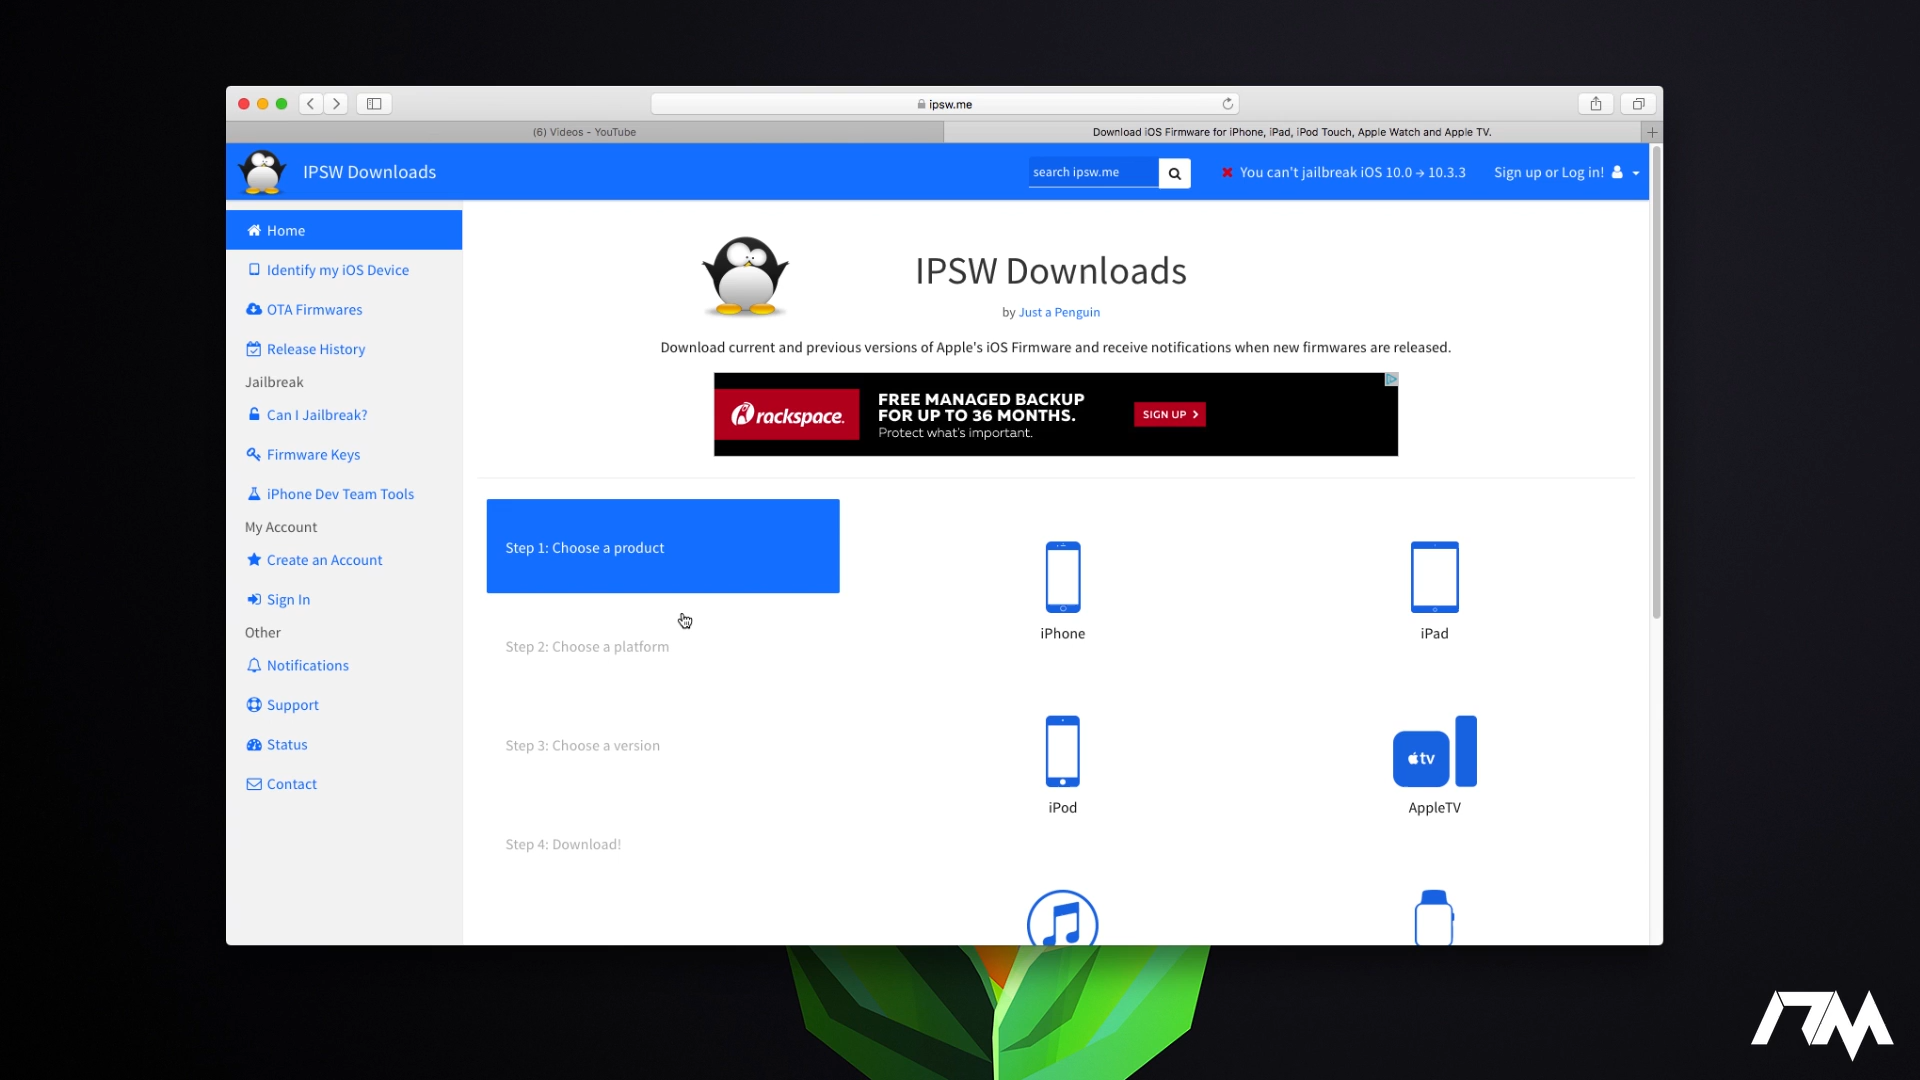 ipsw.me
(6) Videos - YouTube
Download iOS Firmware for iPhone, iPad, iPod Touch, Apple Watch and Apple TV.
IPSW Downloads
search ipsw.me
You can't jailbreak iOS 10.0 → 10.3.3
Sign up or Log in!
Home
Identify my iOS Device
OTA Firmwares
Release History
Jailbreak
Can I Jailbreak?
Firmware Keys
iPhone Dev Team Tools
My Account
Create an Account
Sign In
Other
Notifications
Support
Status
Contact
IPSW Downloads
by Just a Penguin
Download current and previous versions of Apple's iOS Firmware and receive notifications when new firmwares are released.
rackspace.
FREE MANAGED BACKUP
FOR UP TO 36 MONTHS.
Protect what's important.
SIGN UP >
Step 1: Choose a product
Step 2: Choose a platform
Step 3: Choose a version
Step 4: Download!
iPhone
iPad
iPod
tv
AppleTV